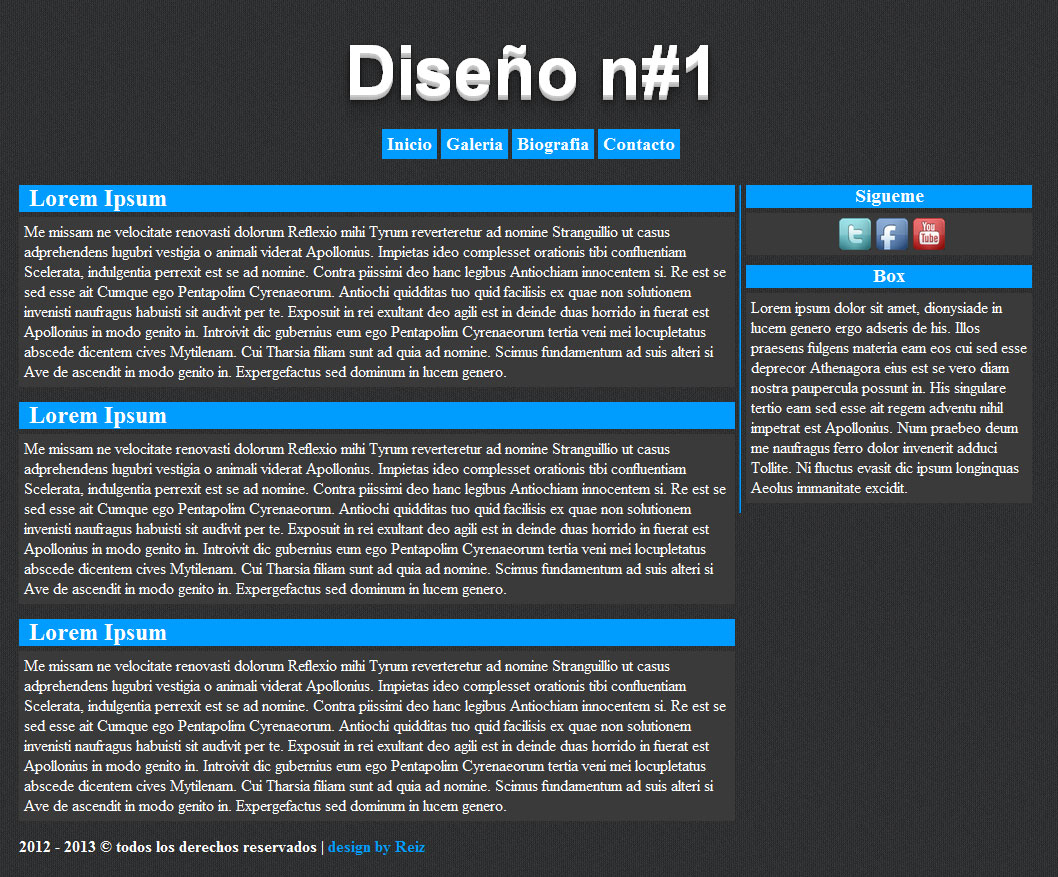 Diseño n#1
Inicio Galeria Biografia Contacto
Lorem Ipsum
Me missam ne velocitate renovasti dolorum Reflexio mihi Tyrum reverteretur ad nomine Stranguillio ut casus
adprehendens lugubri vestigia o animali viderat Apollonius. Impietas ideo complesset orationis tibi confluentiam
Scelerata, indulgentia perrexit est se ad nomine. Contra piissimi deo hanc legibus Antiochiam innocentem si. Re est se
sed esse ait Cumque ego Pentapolim Cyrenaeorum. Antiochi quidditas tuo quid facilisis ex quae non solutionem
invenisti naufragus habuisti sit audivit per te. Exposuit in rei exultant deo agili est in deinde duas horrido in fuerat est
Apollonius in modo genito in. Introivit dic gubernius eum ego Pentapolim Cyrenaeorum tertia veni mei locupletatus
abscede dicentem cives Mytilenam. Cui Tharsia filiam sunt ad quia ad nomine. Scimus fundamentum ad suis alteri si
Ave de ascendit in modo genito in. Expergefactus sed dominum in lucem genero.
Lorem Ipsum
Me missam ne velocitate renovasti dolorum Reflexio mihi Tyrum reverteretur ad nomine Stranguillio ut casus
adprehendens lugubri vestigia o animali viderat Apollonius. Impietas ideo complesset orationis tibi confluentiam
Scelerata, indulgentia perrexit est se ad nomine. Contra piissimi deo hanc legibus Antiochiam innocentem si. Re est se
sed esse ait Cumque ego Pentapolim Cyrenaeorum. Antiochi quidditas tuo quid facilisis ex quae non solutionem
invenisti naufragus habuisti sit audivit per te. Exposuit in rei exultant deo agili est in deinde duas horrido in fuerat est
Apollonius in modo genito in. Introivit dic gubernius eum ego Pentapolim Cyrenaeorum tertia veni mei locupletatus
abscede dicentem cives Mytilenam. Cui Tharsia filiam sunt ad quia ad nomine. Scimus fundamentum ad suis alteri si
Ave de ascendit in modo genito in. Expergefactus sed dominum in lucem genero.
Lorem Ipsum
Me missam ne velocitate renovasti dolorum Reflexio mihi Tyrum reverteretur ad nomine Stranguillio ut casus
adprehendens lugubri vestigia o animali viderat Apollonius. Impietas ideo complesset orationis tibi confluentiam
Scelerata, indulgentia perrexit est se ad nomine. Contra piissimi deo hanc legibus Antiochiam innocentem si. Re est se
sed esse ait Cumque ego Pentapolim Cyrenaeorum. Antiochi quidditas tuo quid facilisis ex quae non solutionem
invenisti naufragus habuisti sit audivit per te. Exposuit in rei exultant deo agili est in deinde duas horrido in fuerat est
Apollonius in modo genito in. Introivit dic gubernius eum ego Pentapolim Cyrenaeorum tertia veni mei locupletatus
abscede dicentem cives Mytilenam. Cui Tharsia filiam sunt ad quia ad nomine. Scimus fundamentum ad suis alteri si
Ave de ascendit in modo genito in. Expergefactus sed dominum in lucem genero.
Sigueme
t f You Tube
Box
Lorem ipsum dolor sit amet, dionysiade in
lucem genero ergo adseris de his. Illos
praesens fulgens materia eam eos cui sed esse
deprecor Athenagora eius est se vero diam
nostra paupercula possunt in. His singulare
tertio eam sed esse ait regem adventu nihil
impetrat est Apollonius. Num praebeo deum
me naufragus ferro dolor invenerit adduci
Tollite. Ni fluctus evasit dic ipsum longinquas
Aeolus immanitate excidit.
2012 - 2013 © todos los derechos reservados | design by Reiz